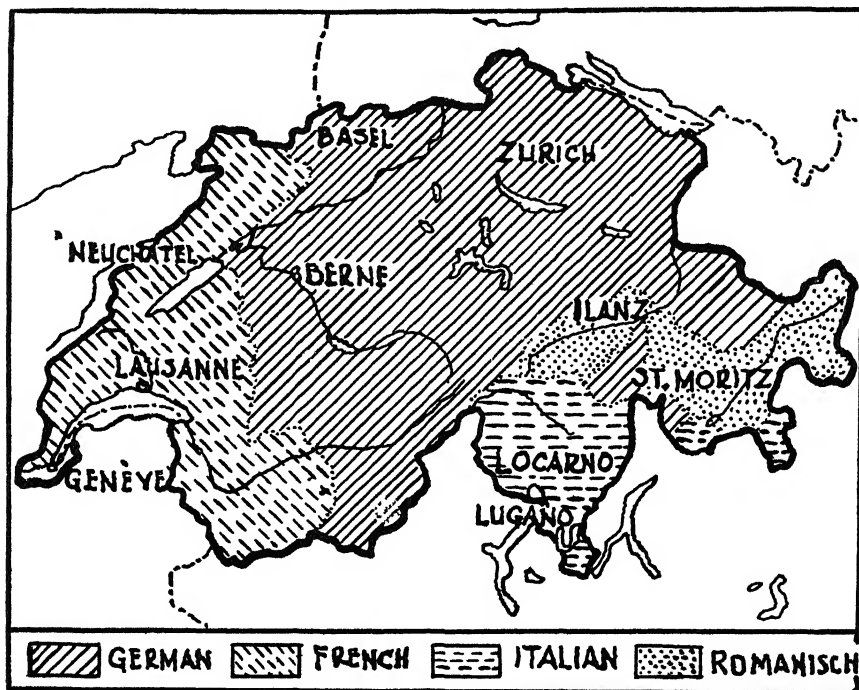 BASEL
ZURICH
NEUCHATEL
BERNE
ILANZ
LAUSANNE
ST. MORITZ
LOCARNO
GENÈVE
LUGANO
GERMAN
FRENCH
ITALIAN
ROMANISCH